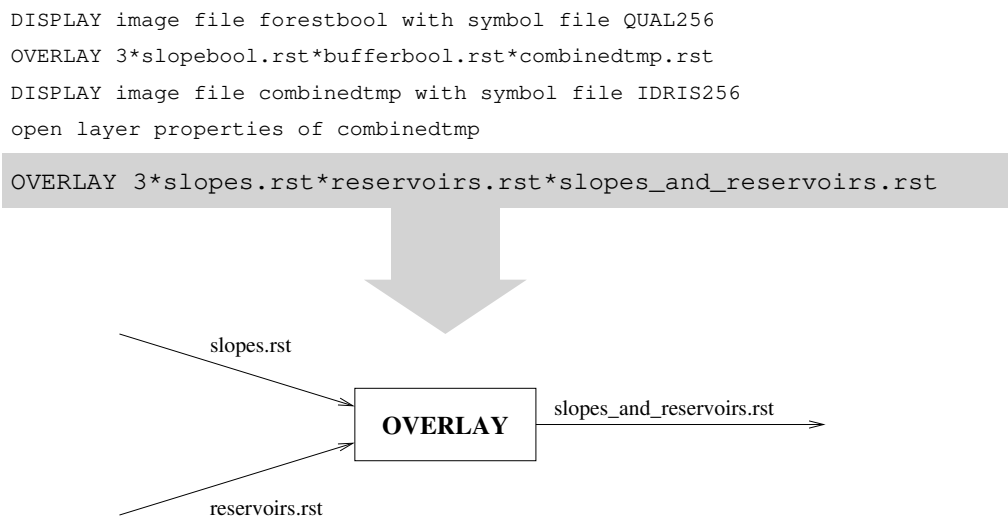 DISPLAY image file forestbool with symbol file QUAL256
OVERLAY 3*slopebool.rst*bufferbool.rst*combinedtmp.rst
DISPLAY image file combinedtmp with symbol file IDRIS256
open layer properties of combinedtmp
OVERLAY 3*slopes.rst*reservoirs.rst*slopes_and_reservoirs.rst
slopes.rst
OVERLAY
slopes_and_reservoirs.rst
reservoirs.rst